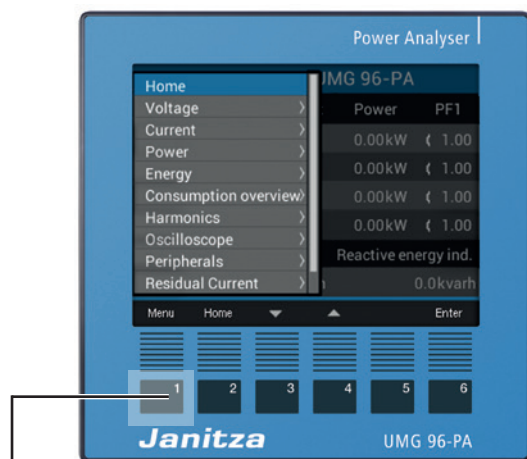 Power Analyser
UMG 96-PA
Home
Voltage
Current
Power
Energy
Consumption overview
Harmonics
Oscilloscope
Peripherals
Residual Current
Power PF1
0.00kW 1.00
0.00kW 1.00
0.00kW 1.00
0.00kW 1.00
Reactive energy ind.
0.0kvarh
Menu Home Enter
1 2 3 4 5 6
Janitza UMG 96-PA